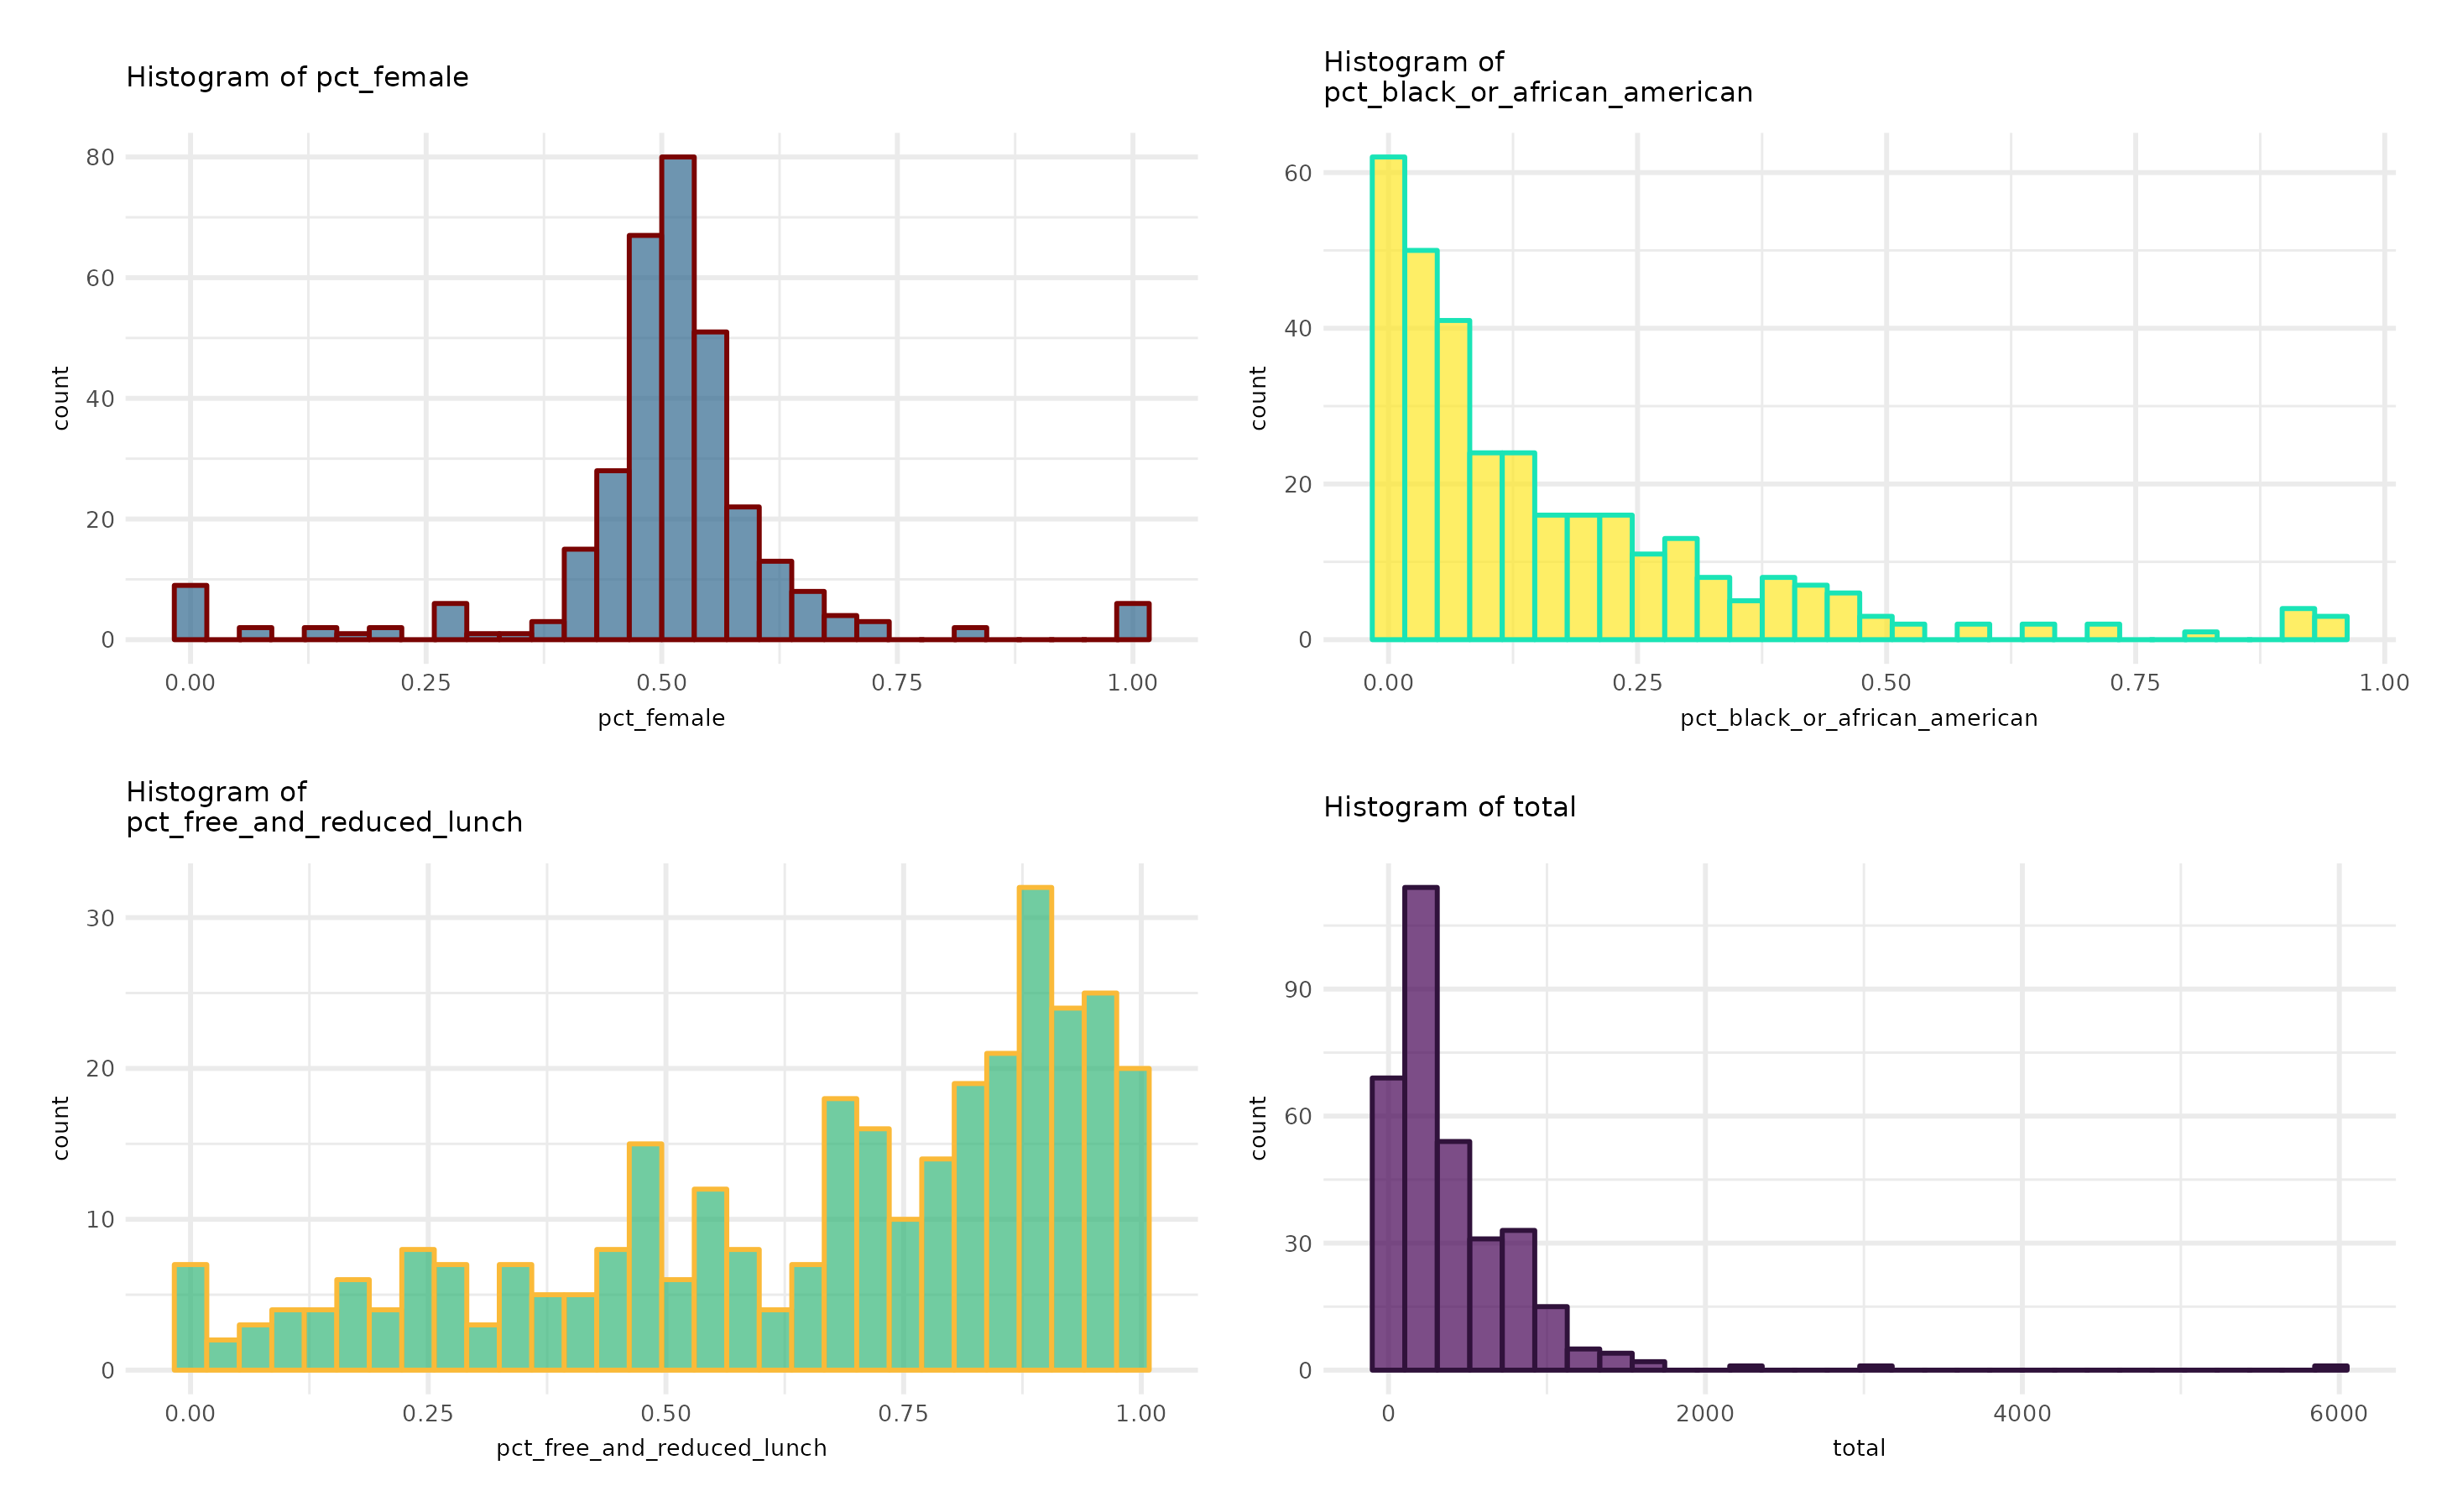 Histogram of pct_female
80
60
40
20
0
count
0.00 0.25 0.50 0.75 1.00
pct_female
Histogram of
pct_black_or_african_american
60
40
20
0
count
0.00 0.25 0.50 0.75 1.00
pct_black_or_african_american
Histogram of
pct_free_and_reduced_lunch
30
20
10
0
count
0.00 0.25 0.50 0.75 1.00
pct_free_and_reduced_lunch
Histogram of total
90
60
30
0
count
0 2000 4000 6000
total